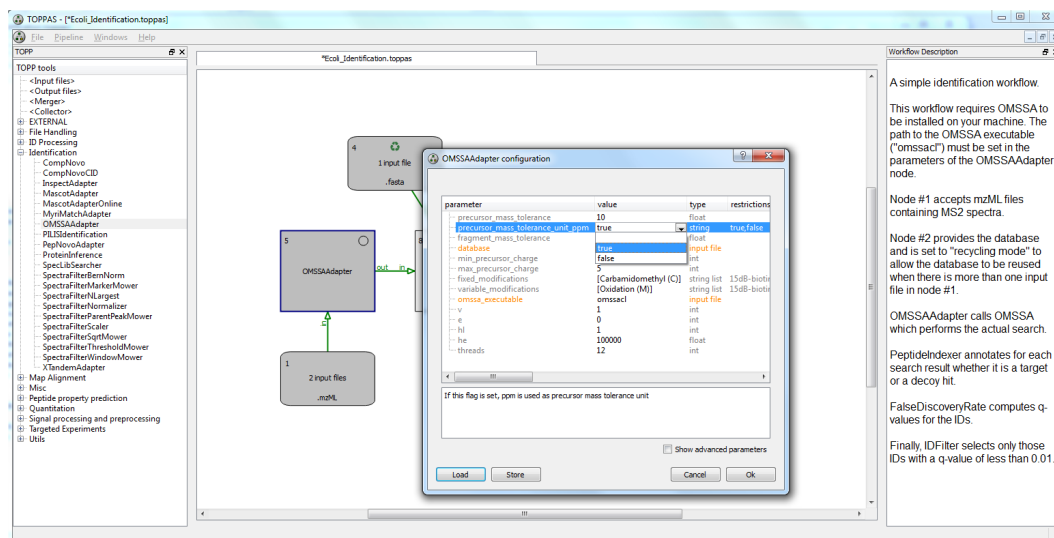 TOPPAS - [*Ecoli_Identification.toppas]
File Pipeline Windows Help
TOPP
TOPP tools
<Input files>
<Output files>
<Merger>
<Collector>
EXTERNAL
File Handling
ID Processing
Identification
CompNovo
CompNovoCID
InspectAdapter
MascotAdapter
MascotAdapterOnline
MyriMatchAdapter
OMSSAAdapter
PILISIdentification
PepNovoAdapter
ProteinInference
SpecLibSearcher
SpectraFilterBernNorm
SpectraFilterMarkerMower
SpectraFilterNLargest
SpectraFilterNormalizer
SpectraFilterParentPeakMower
SpectraFilterScaler
SpectraFilterSqrtMower
SpectraFilterThresholdMower
SpectraFilterWindowMower
XTandemAdapter
Map Alignment
Misc
Peptide property prediction
Quantitation
Signal processing and preprocessing
Targeted Experiments
Utils
*Ecoli_Identification.toppas
4
1 input file
.fasta
5
OMSSAAdapter
out in
8
in
1
2 input files
.mzML
OMSSAAdapter configuration
parameter value type restrictions
precursor_mass_tolerance 10 float
precursor_mass_tolerance_unit_ppm true string true,false
fragment_mass_tolerance float
database true input file
min_precursor_charge false int
max_precursor_charge 5 int
fixed_modifications [Carbamidomethyl (C)] string list 15dB-biotin
variable_modifications [Oxidation (M)] string list 15dB-biotin
omssa_executable omssacl input file
v 1 int
e 0 int
hl 1 int
he 100000 float
threads 12 int
If this flag is set, ppm is used as precursor mass tolerance unit
Show advanced parameters
Load Store Cancel Ok
Workflow Description
A simple identification workflow.
This workflow requires OMSSA to
be installed on your machine. The
path to the OMSSA executable
("omssacl") must be set in the
parameters of the OMSSAAdapter
node.
Node #1 accepts mzML files
containing MS2 spectra.
Node #2 provides the database
and is set to "recycling mode" to
allow the database to be reused
when there is more than one input
file in node #1.
OMSSAAdapter calls OMSSA
which performs the actual search.
PeptideIndexer annotates for each
search result whether it is a target
or a decoy hit.
FalseDiscoveryRate computes q-
values for the IDs.
Finally, IDFilter selects only those
IDs with a q-value of less than 0.01.